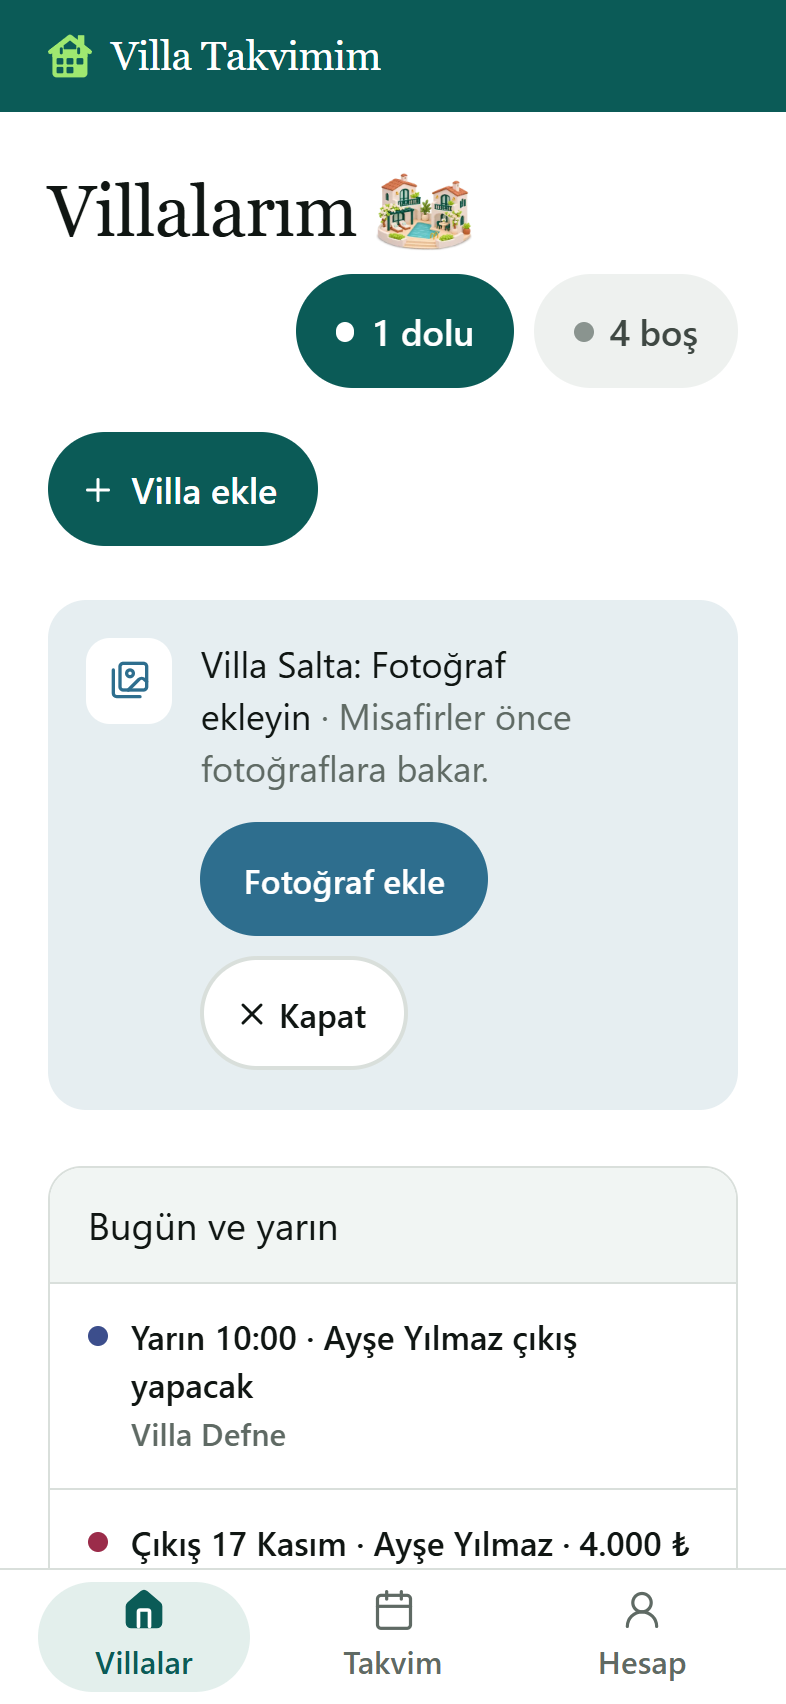 Villa Takvimim
Villalarım
1 dolu
4 boş
+ Villa ekle
Villa Salta: Fotoğraf
ekleyin · Misafirler önce
fotoğraflara bakar.
Fotoğraf ekle
Kapat
Bugün ve yarın
Yarın 10:00 · Ayşe Yılmaz çıkış
yapacak
Villa Defne
Çıkış 17 Kasım · Ayşe Yılmaz · 4.000 ₺
Villalar
Takvim
Hesap